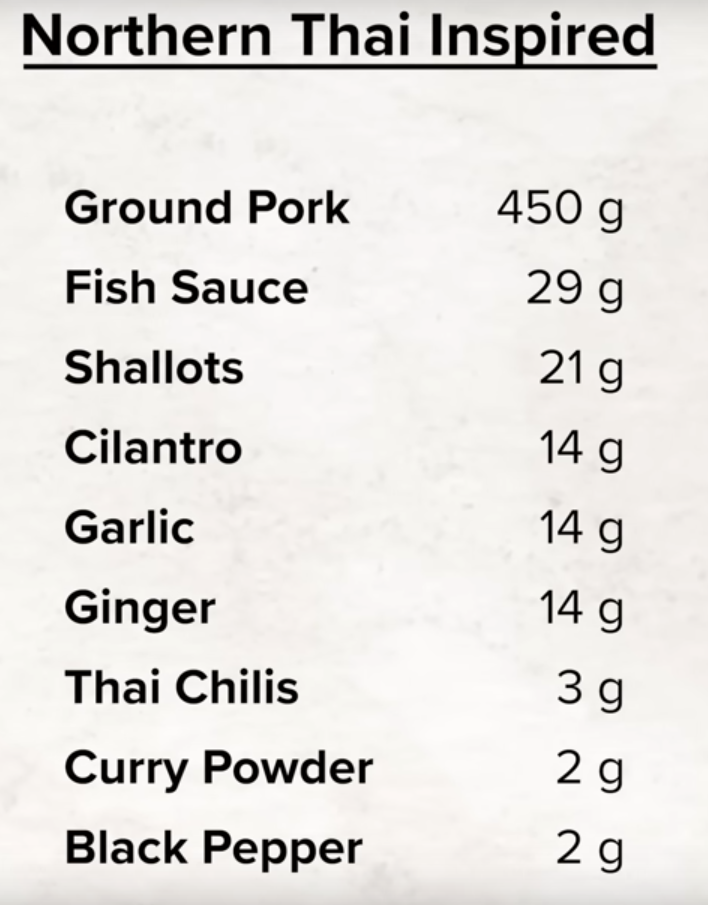 Northern Thai Inspired
Ground Pork 450 g
Fish Sauce 29 g
Shallots 21 g
Cilantro 14 g
Garlic 14 g
Ginger 14 g
Thai Chilis 3 g
Curry Powder 2 g
Black Pepper 2 g